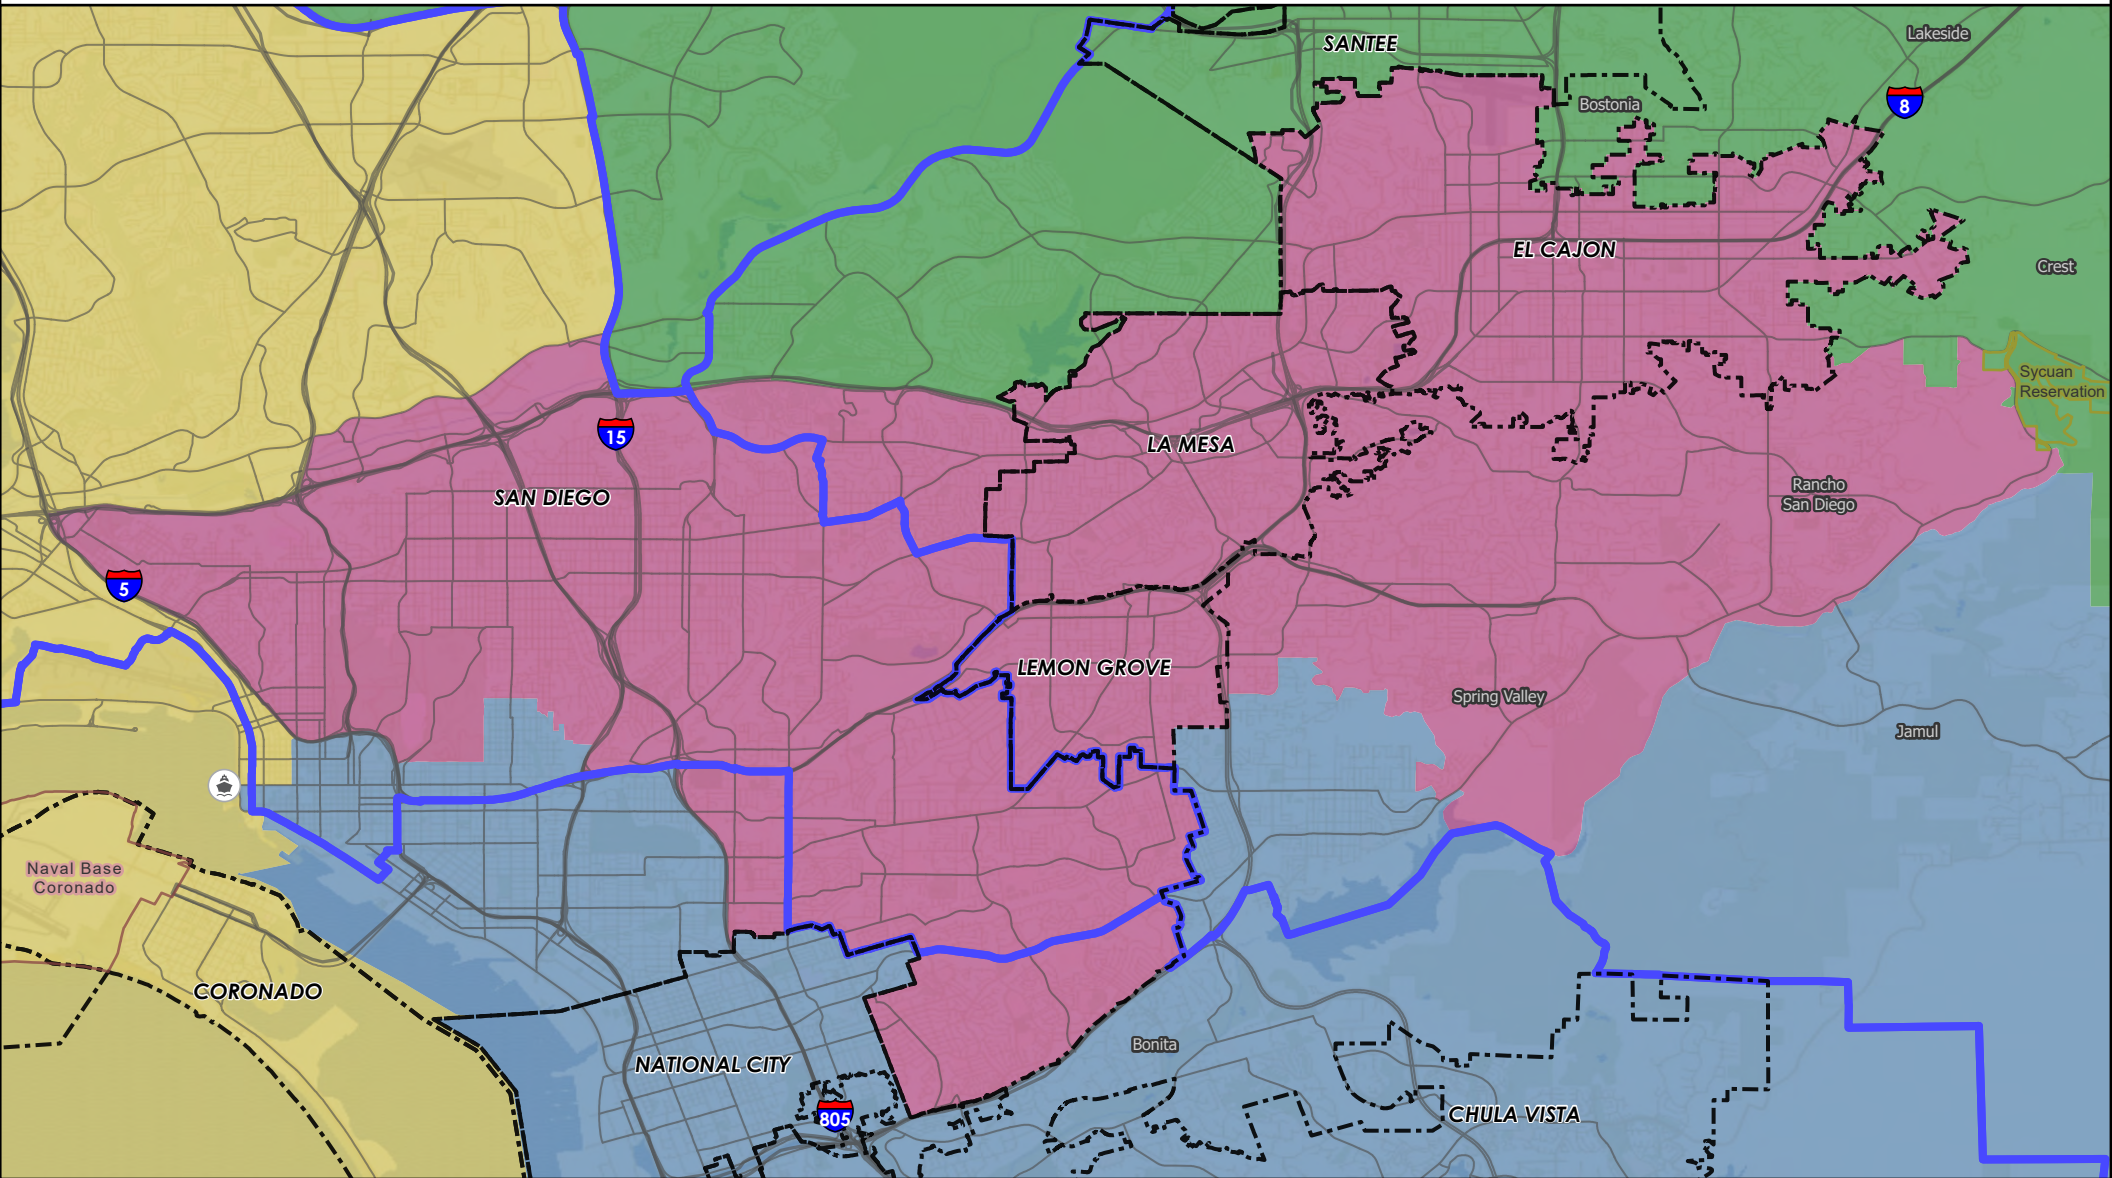 SANTEE
Lakeside
8
Bostonia
EL CAJON
Crest
Sycuan
Reservation
15
LA MESA
SAN DIEGO
Rancho
San Diego
5
LEMON GROVE
Spring Valley
Jamul
Naval Base
Coronado
CORONADO
Bonita
NATIONAL CITY
805
CHULA VISTA